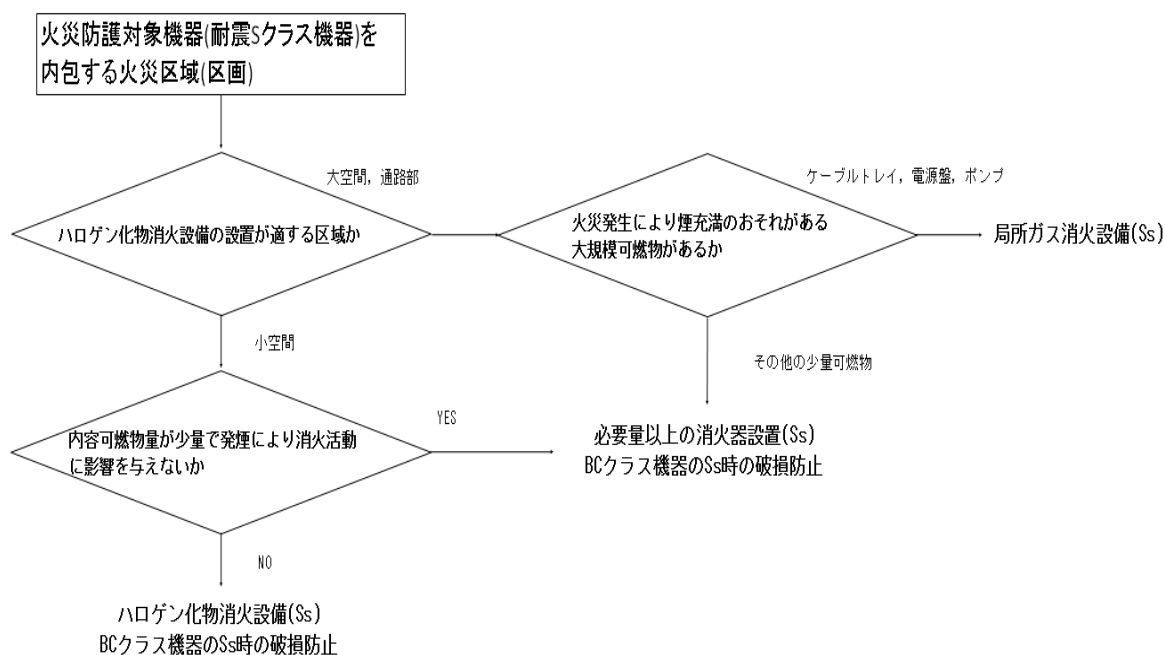 火災防護対象機器(耐震Sクラス機器)を
内包する火災区域(区画)
大空間, 通路部
ケーブルトレイ, 電源盤, ポンプ
ハロゲン化物消火設備の設置が適する区域か
火災発生により煙充満のおそれがある
大規模可燃物があるか
局所ガス消火設備(Ss)
小空間
その他の少量可燃物
内容可燃物量が少量で発煙により消火活動
に影響を与えないか
YES
必要量以上の消火器設置(Ss)
BCクラス機器のSs時の破損防止
NO
ハロゲン化物消火設備(Ss)
BCクラス機器のSs時の破損防止